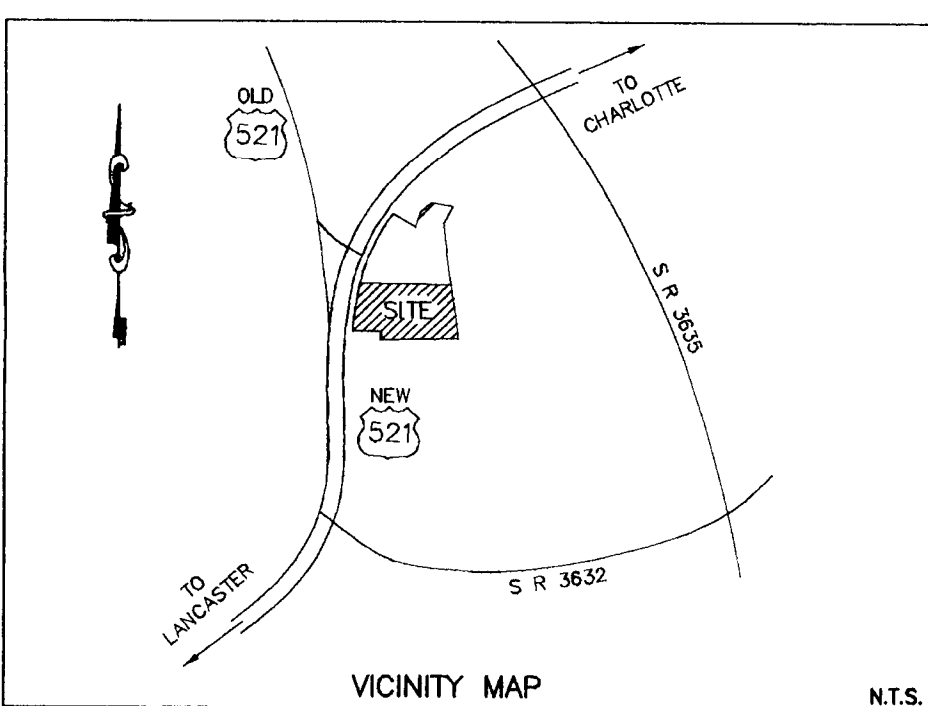 OLD
521
TO
CHARLOTTE
SITE
S R 3635
NEW
521
TO
LANCASTER
S R 3632
VICINITY MAP
N.T.S.